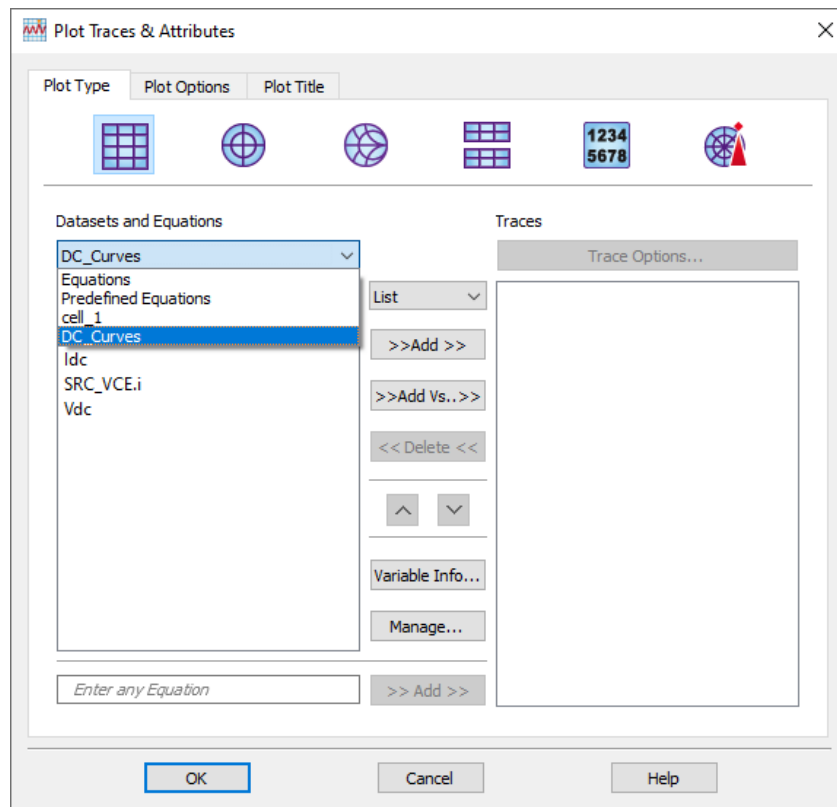 Plot Traces & Attributes
Plot Type
Plot Options
Plot Title
1234
5678
Datasets and Equations
Traces
DC_Curves
Trace Options...
Equations
Predefined Equations
cell_1
DC_Curves
List
>>Add >>
Idc
SRC_VCE.i
>>Add Vs..>>
Vdc
<< Delete <<
Variable Info...
Manage...
Enter any Equation
>> Add >>
OK
Cancel
Help